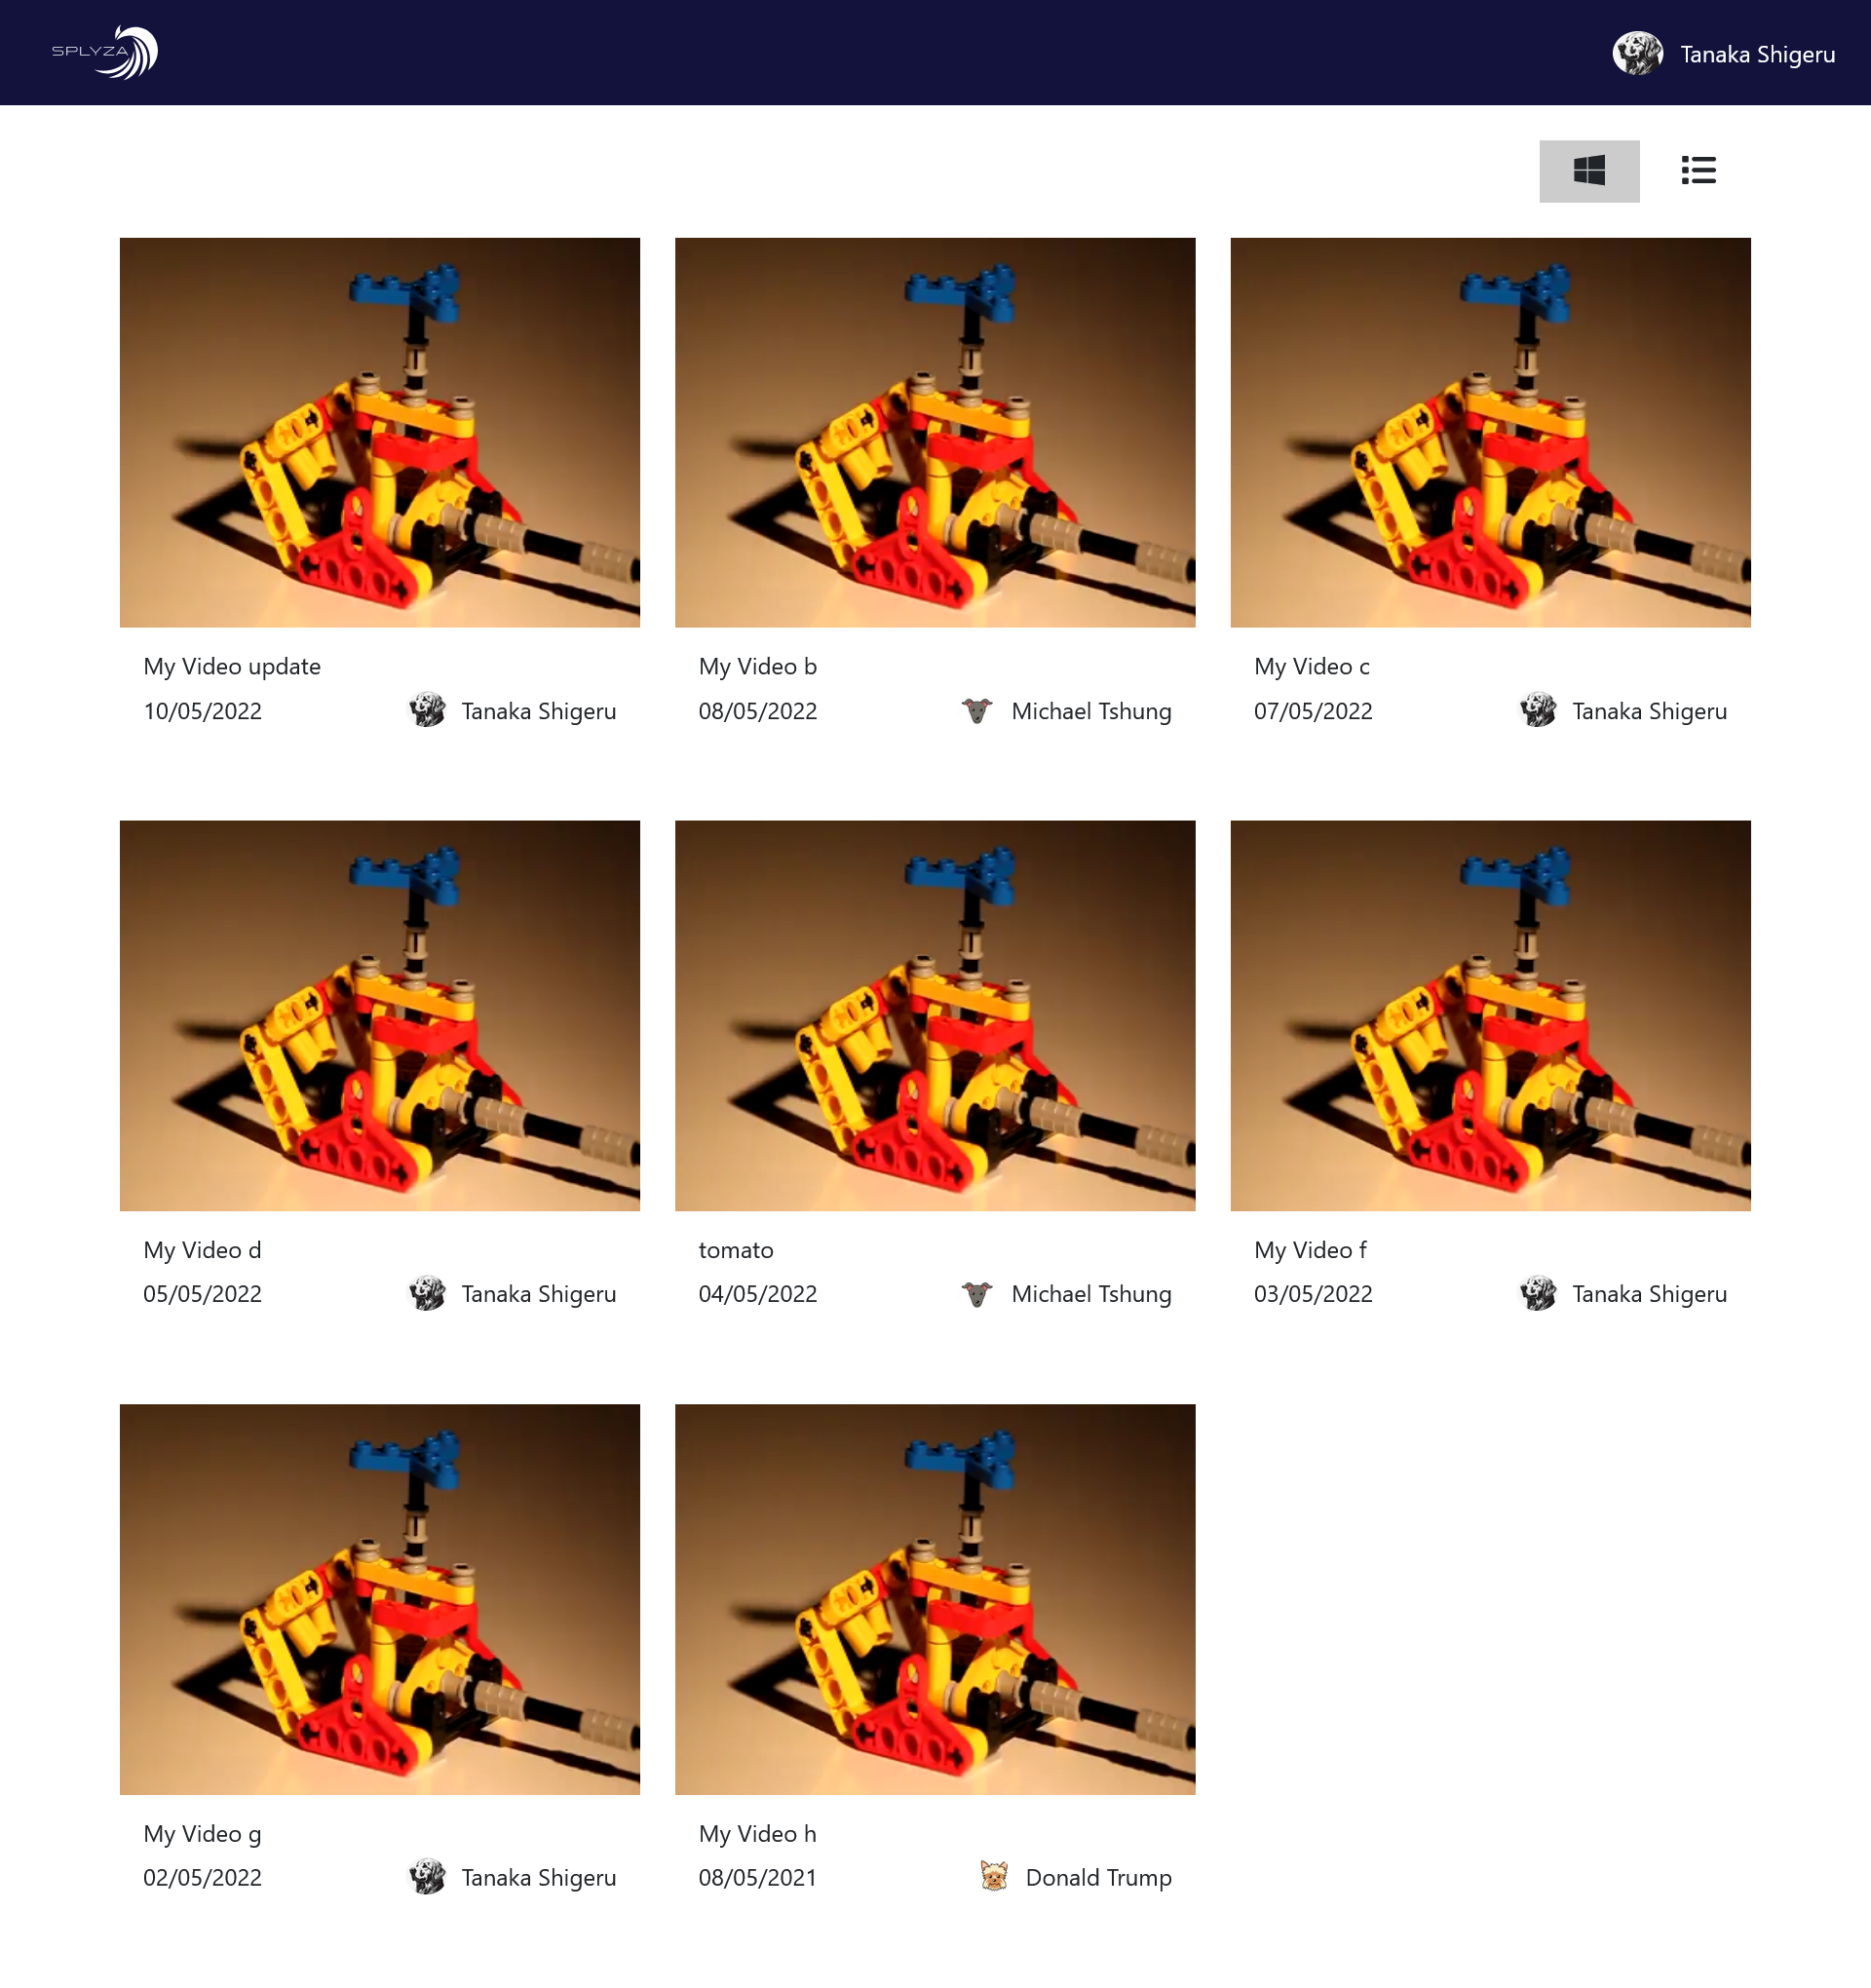 SPLYZA
Tanaka Shigeru
My Video update
10/05/2022 Tanaka Shigeru
My Video b
08/05/2022 Michael Tshung
My Video c
07/05/2022 Tanaka Shigeru
My Video d
05/05/2022 Tanaka Shigeru
tomato
04/05/2022 Michael Tshung
My Video f
03/05/2022 Tanaka Shigeru
My Video g
02/05/2022 Tanaka Shigeru
My Video h
08/05/2021 Donald Trump